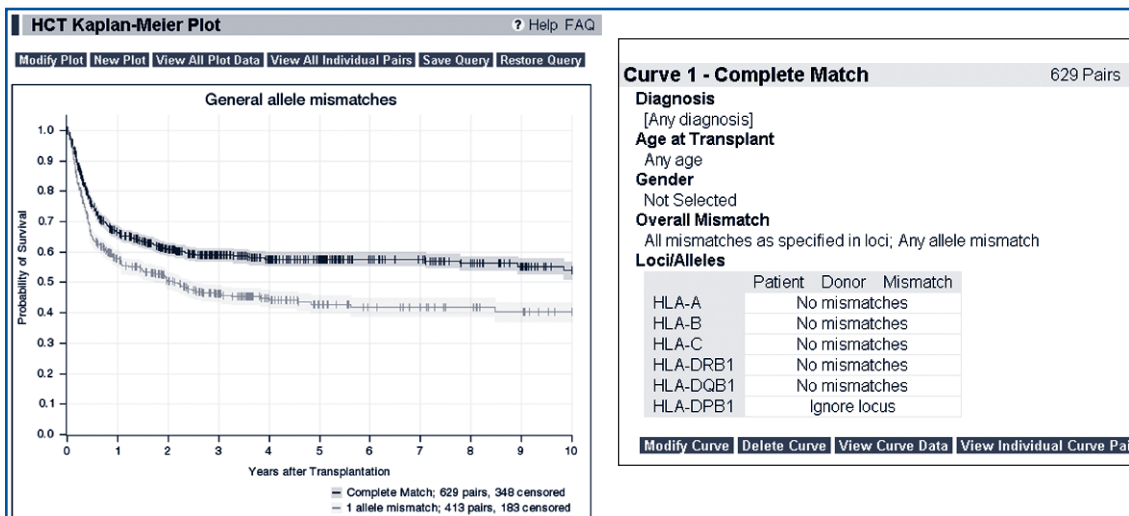 HCT Kaplan-Meier Plot
? Help FAQ
Modify Plot New Plot View All Plot Data View All Individual Pairs Save Query Restore Query
General allele mismatches
Probability of Survival
1.0
0.9
0.8
0.7
0.6
0.5
0.4
0.3
0.2
0.1
0.0
0 1 2 3 4 5 6 7 8 9 10
Years after Transplantation
Complete Match; 629 pairs, 348 censored
1 allele mismatch; 413 pairs, 183 censored
Curve 1 - Complete Match 629 Pairs
Diagnosis
[Any diagnosis]
Age at Transplant
Any age
Gender
Not Selected
Overall Mismatch
All mismatches as specified in loci; Any allele mismatch
Loci/Alleles
Patient Donor Mismatch
HLA-A No mismatches
HLA-B No mismatches
HLA-C No mismatches
HLA-DRB1 No mismatches
HLA-DQB1 No mismatches
HLA-DPB1 Ignore locus
Modify Curve Delete Curve View Curve Data View Individual Curve Pai